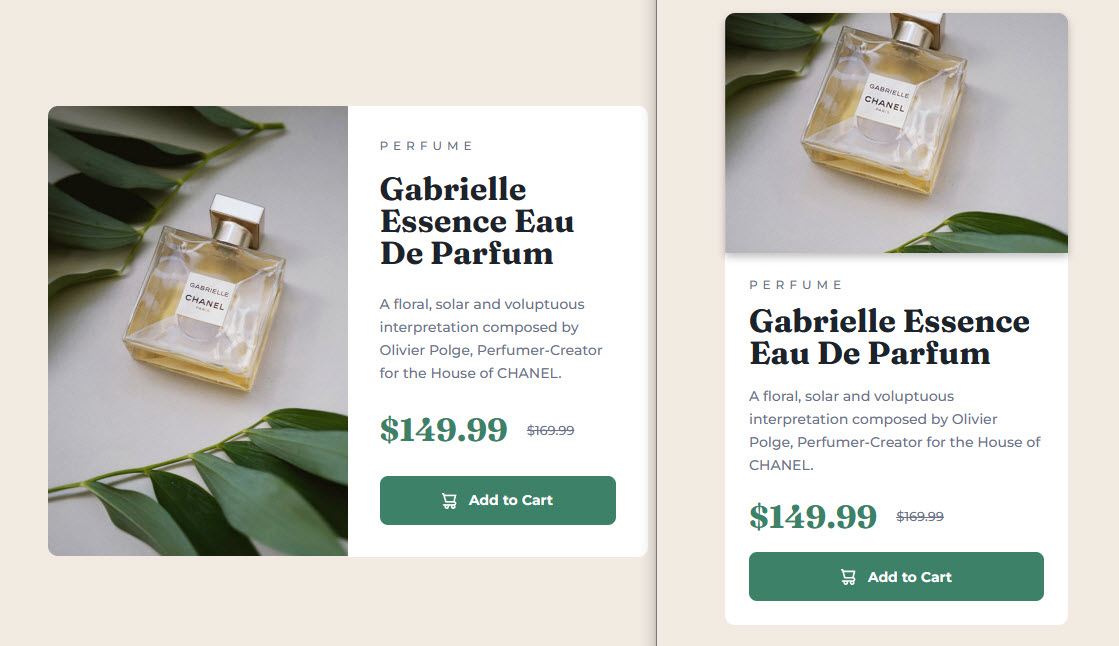 GABRIELLE
CHANEL
PARIS
PERFUME
Gabrielle
Essence Eau
De Parfum
A floral, solar and voluptuous
interpretation composed by
Olivier Polge, Perfumer-Creator
for the House of CHANEL.
$149.99 $169.99
Add to Cart
GABRIELLE
CHANEL
PARIS
PERFUME
Gabrielle Essence
Eau De Parfum
A floral, solar and voluptuous
interpretation composed by Olivier
Polge, Perfumer-Creator for the House of
CHANEL.
$149.99 $169.99
Add to Cart